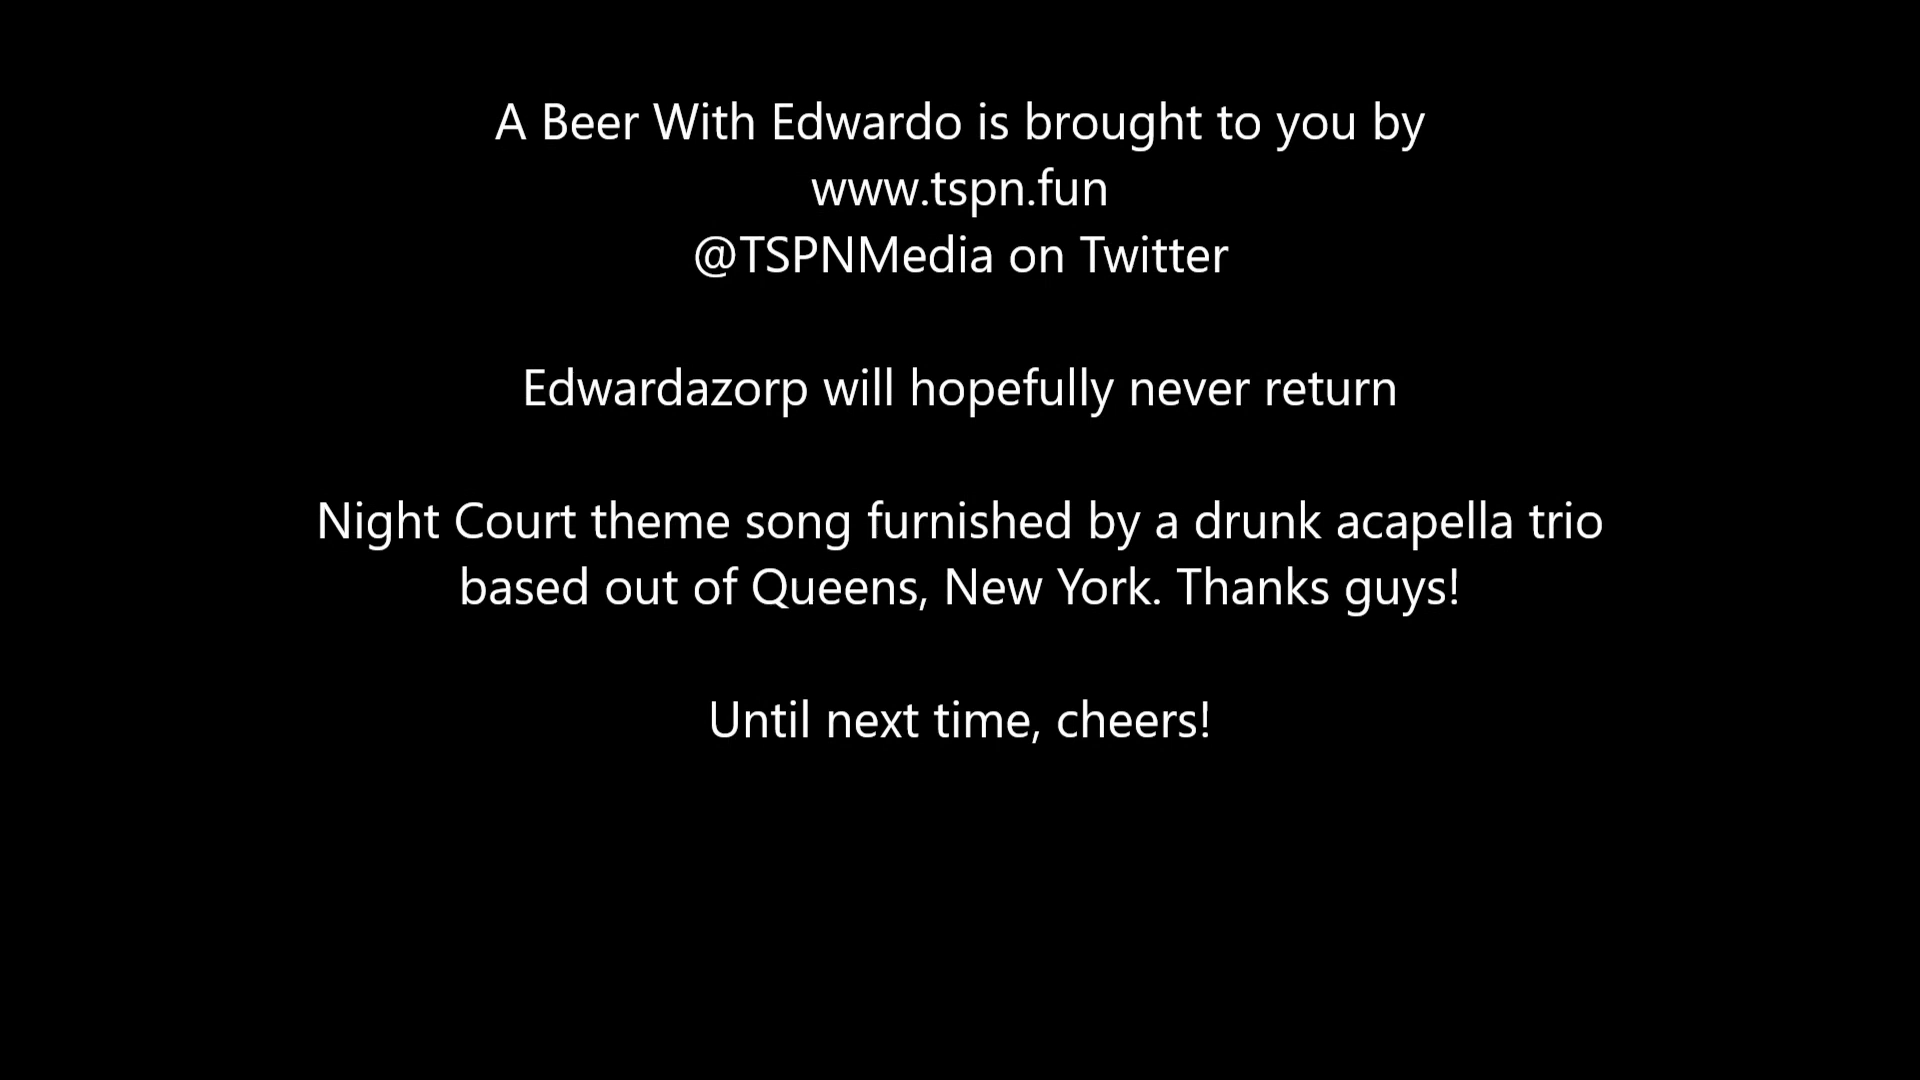 A Beer With Edwardo is brought to you by
www.tspn.fun
@TSPNMedia on Twitter
Edwardazorp will hopefully never return
Night Court theme song furnished by a drunk acapella trio
based out of Queens, New York. Thanks guys!
Until next time, cheers!